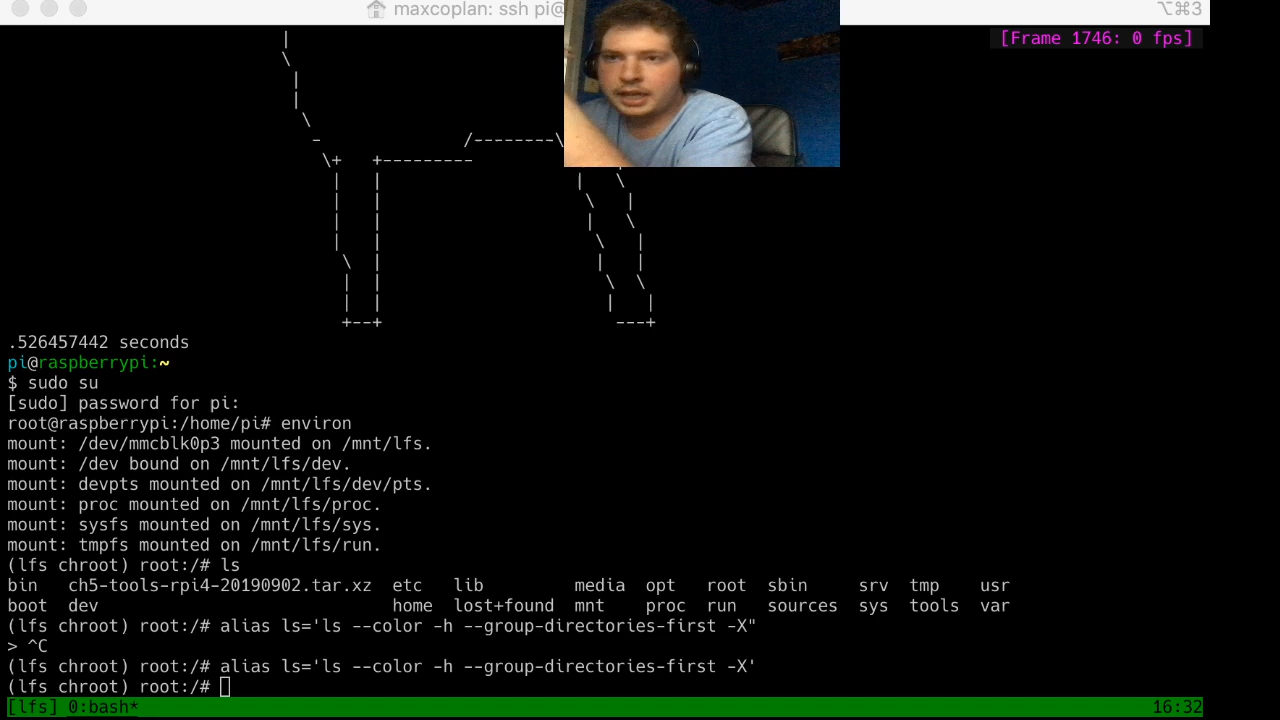 maxcoplan: ssh pi@
⌥⌘3
[Frame 1746: 0 fps]
.526457442 seconds
pi@raspberrypi:~
$ sudo su
[sudo] password for pi:
root@raspberrypi:/home/pi# environ
mount: /dev/mmcblk0p3 mounted on /mnt/lfs.
mount: /dev bound on /mnt/lfs/dev.
mount: devpts mounted on /mnt/lfs/dev/pts.
mount: proc mounted on /mnt/lfs/proc.
mount: sysfs mounted on /mnt/lfs/sys.
mount: tmpfs mounted on /mnt/lfs/run.
(lfs chroot) root:/# ls
bin ch5-tools-rpi4-20190902.tar.xz etc lib media opt root sbin srv tmp usr
boot dev home lost+found mnt proc run sources sys tools var
(lfs chroot) root:/# alias ls='ls --color -h --group-directories-first -X"
> ^C
(lfs chroot) root:/# alias ls='ls --color -h --group-directories-first -X'
(lfs chroot) root:/#
[lfs] 0:bash*
16:32